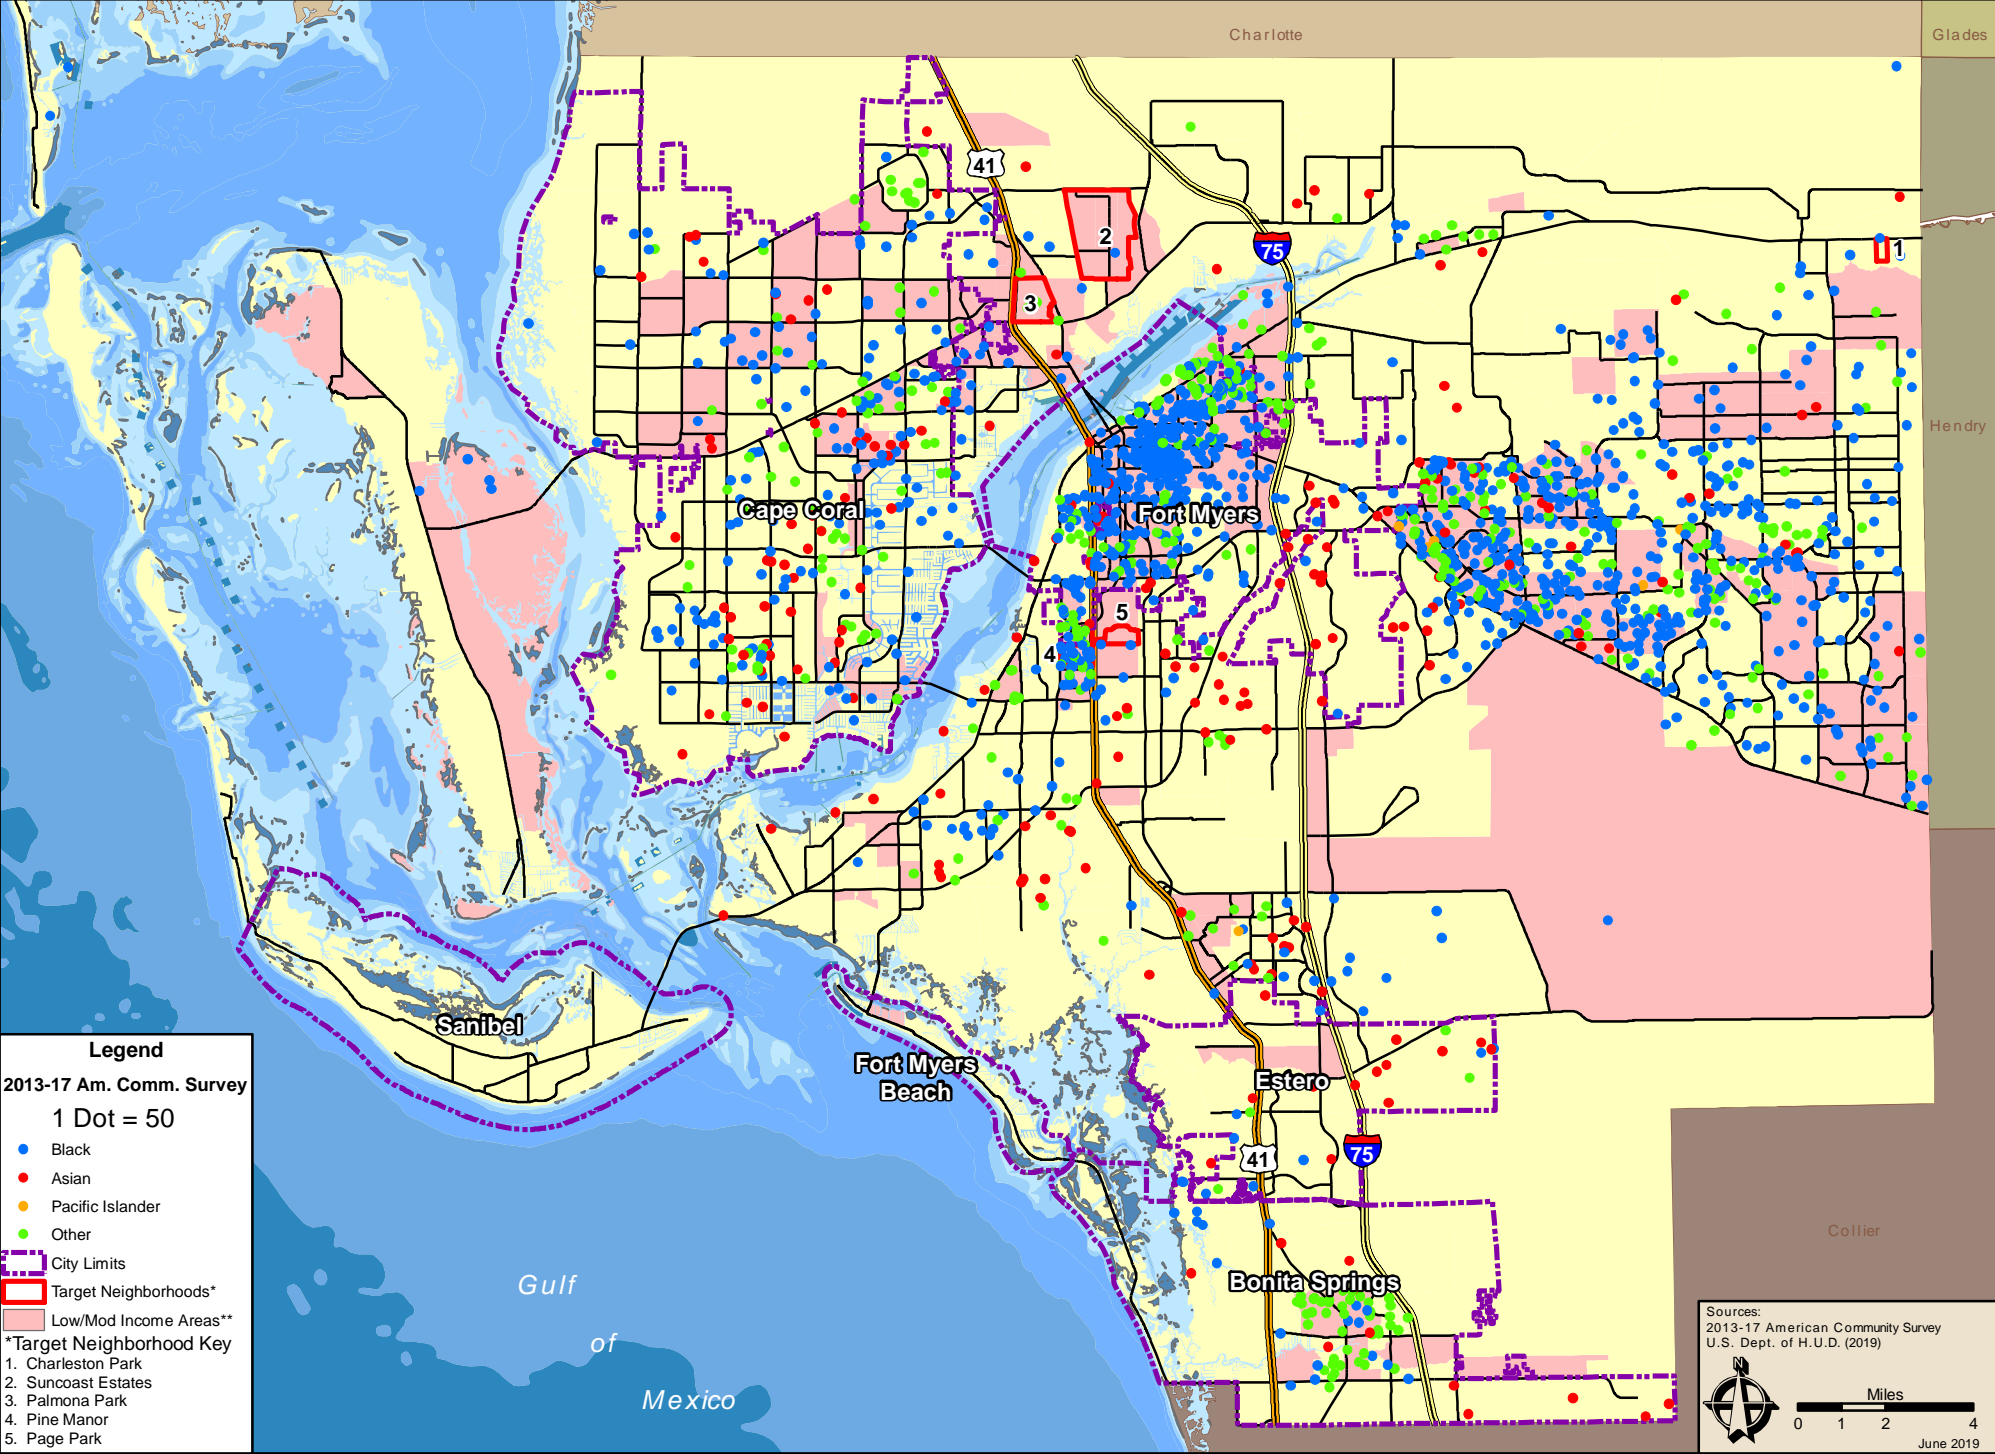 Charlotte
Glades
41
2
75
1
3
Hendry
Cape Coral
Fort Myers
5
4
Sanibel
Fort Myers
Beach
Estero
41
75
Collier
Bonita Springs
Gulf
of
Mexico
Legend
2013-17 Am. Comm. Survey
1 Dot = 50
Black
Asian
Pacific Islander
Other
City Limits
Target Neighborhoods*
Low/Mod Income Areas**
*Target Neighborhood Key
1. Charleston Park
2. Suncoast Estates
3. Palmona Park
4. Pine Manor
5. Page Park
Sources:
2013-17 American Community Survey
U.S. Dept. of H.U.D. (2019)
N
Miles
0 1 2 4
June 2019